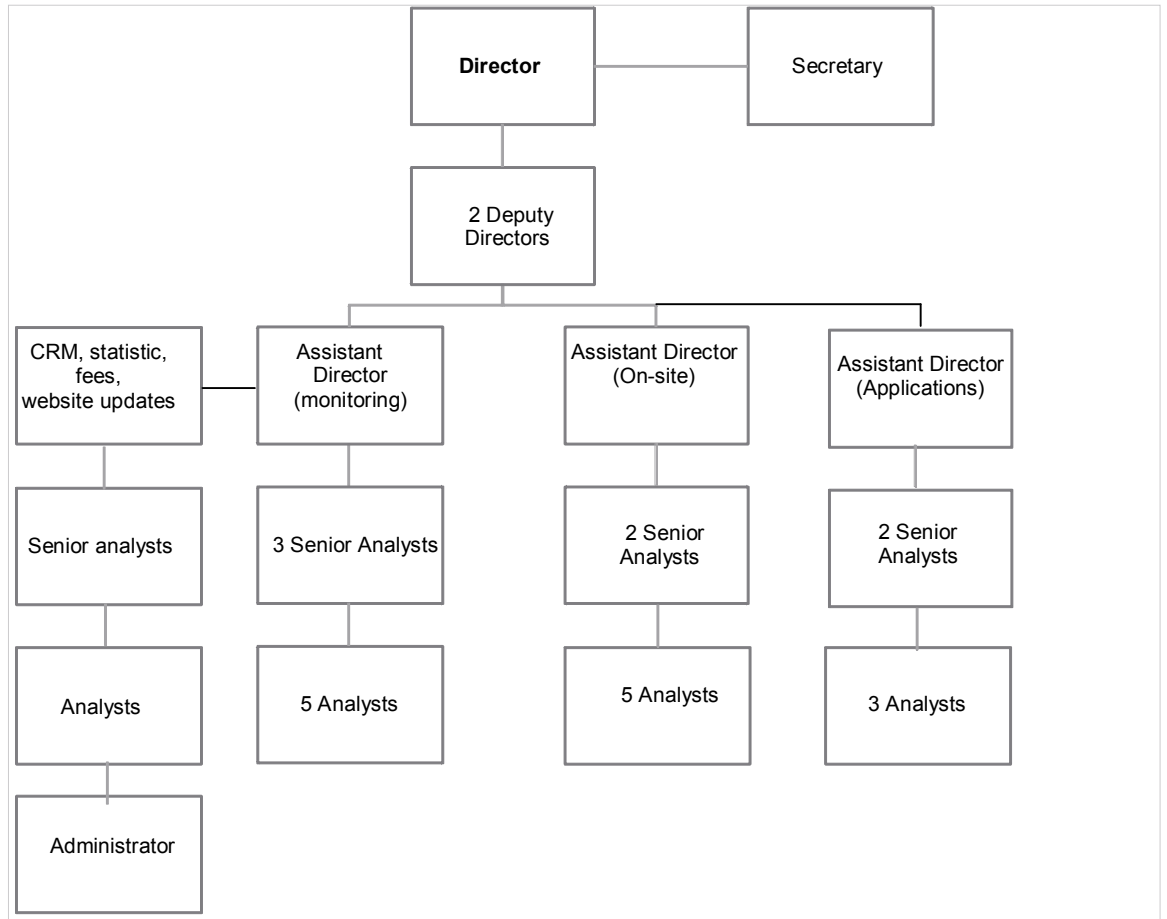 Director
Secretary
2 Deputy
Directors
CRM, statistic,
fees,
website updates
Assistant
Director
(monitoring)
Assistant Director
(On-site)
Assistant Director
(Applications)
Senior analysts
3 Senior Analysts
2 Senior
Analysts
2 Senior
Analysts
Analysts
5 Analysts
5 Analysts
3 Analysts
Administrator